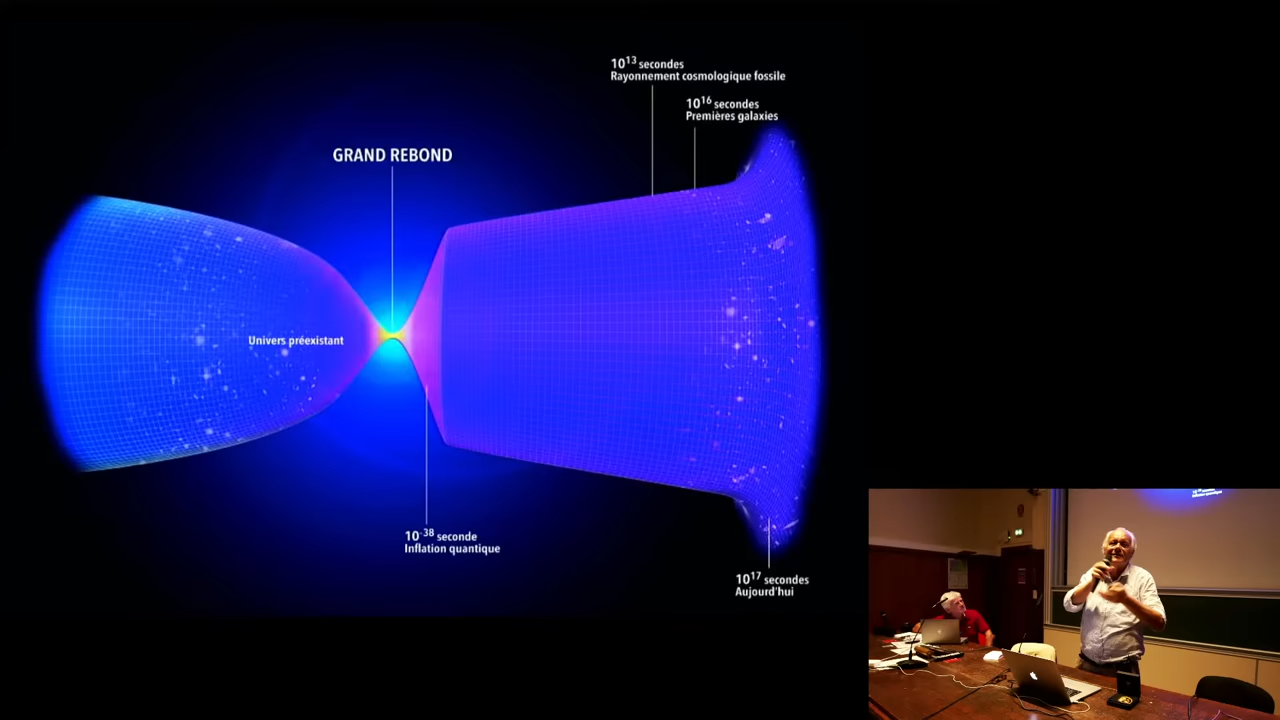 10¹³ secondes
Rayonnement cosmologique fossile
10¹⁶ secondes
Premières galaxies
GRAND REBOND
Univers préexistant
10⁻³⁸ seconde
Inflation quantique
10¹⁷ secondes
Aujourd'hui